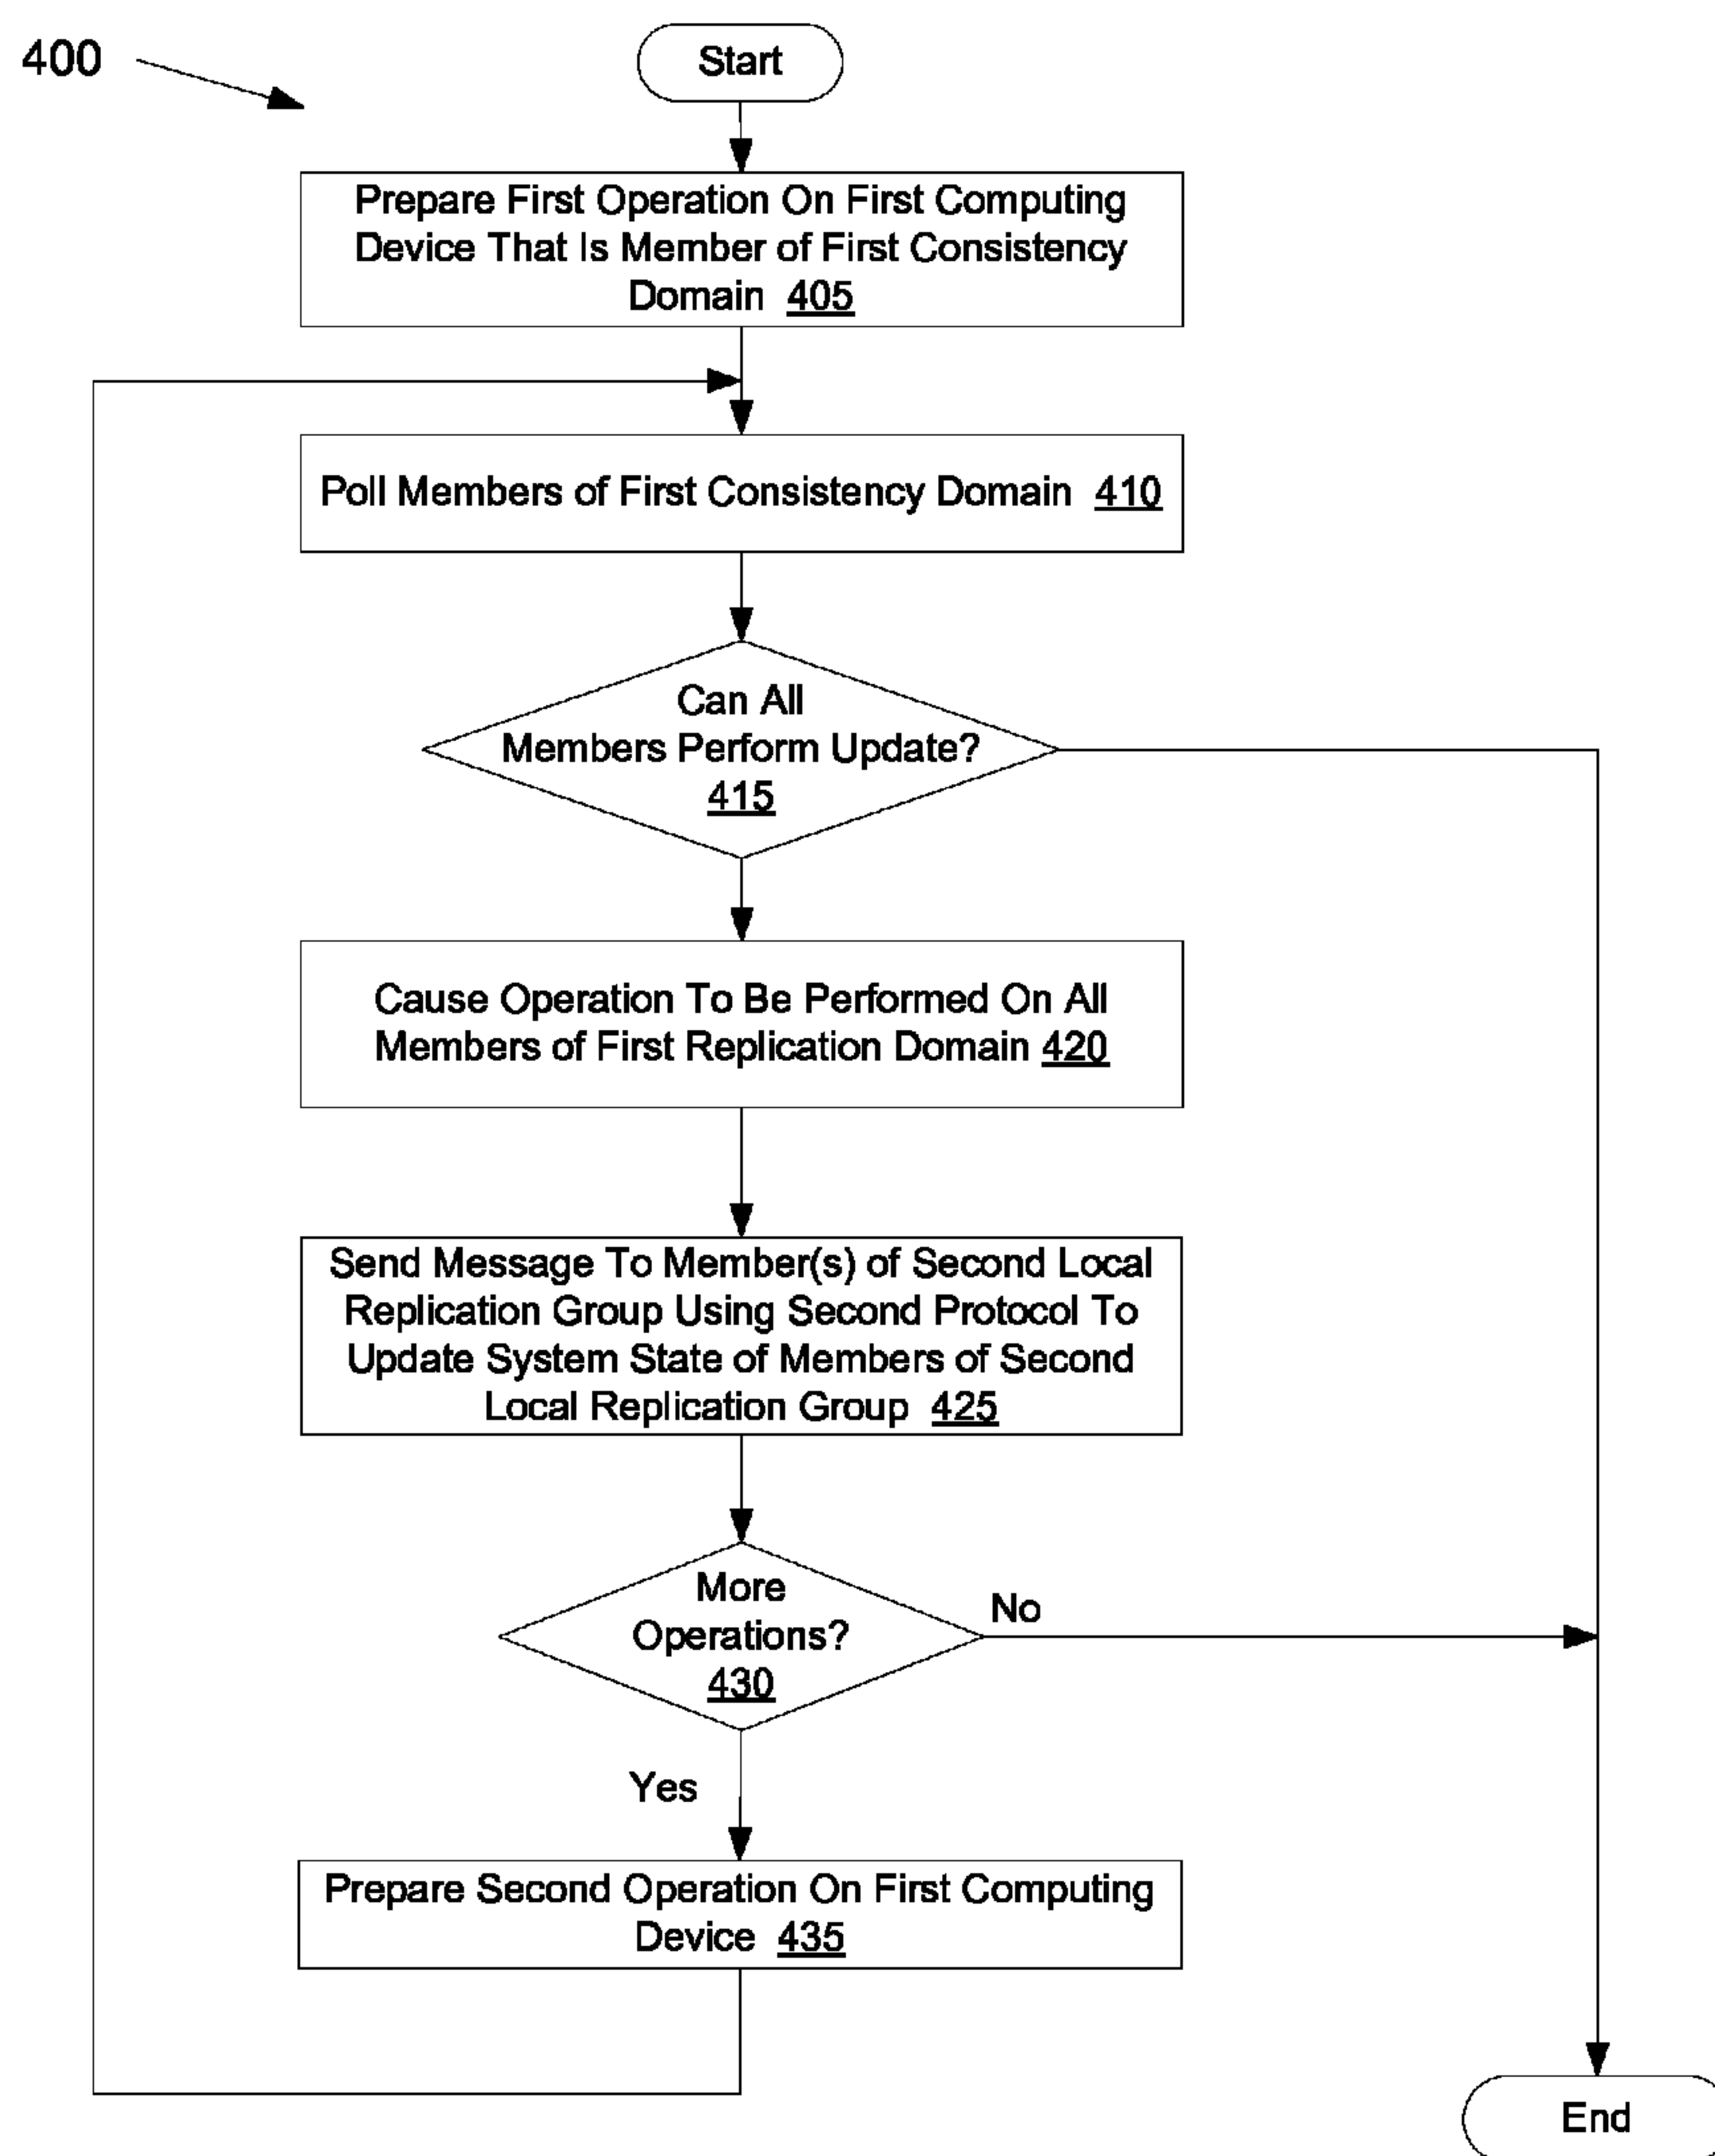 400
Start
Prepare First Operation On First Computing
Device That Is Member of First Consistency
Domain 405
Poll Members of First Consistency Domain 410
Can All
Members Perform Update?
415
Cause Operation To Be Performed On All
Members of First Replication Domain 420
Send Message To Member(s) of Second Local
Replication Group Using Second Protocol To
Update System State of Members of Second
Local Replication Group 425
More
Operations?
430
No
Yes
Prepare Second Operation On First Computing
Device 435
End